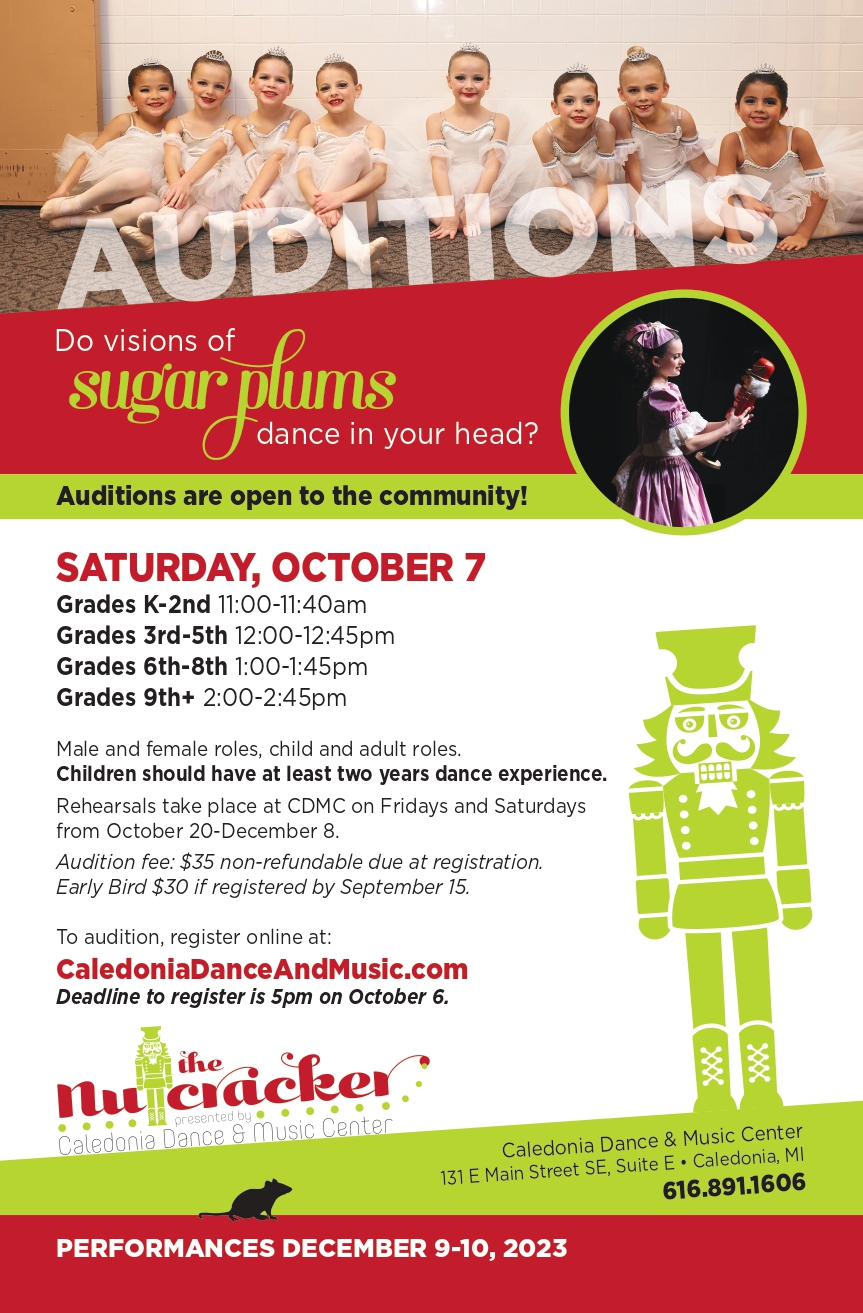 AUDITIONS
Do visions of
sugar plums
dance in your head?
Auditions are open to the community!
SATURDAY, OCTOBER 7
Grades K-2nd 11:00-11:40am
Grades 3rd-5th 12:00-12:45pm
Grades 6th-8th 1:00-1:45pm
Grades 9th+ 2:00-2:45pm
Male and female roles, child and adult roles.
Children should have at least two years dance experience.
Rehearsals take place at CDMC on Fridays and Saturdays
from October 20-December 8.
Audition fee: $35 non-refundable due at registration.
Early Bird $30 if registered by September 15.
To audition, register online at:
CaledoniaDanceAndMusic.com
Deadline to register is 5pm on October 6.
the
nutcracker
presented by
Caledonia Dance & Music Center
Caledonia Dance & Music Center
131 E Main Street SE, Suite E • Caledonia, MI
616.891.1606
PERFORMANCES DECEMBER 9-10, 2023